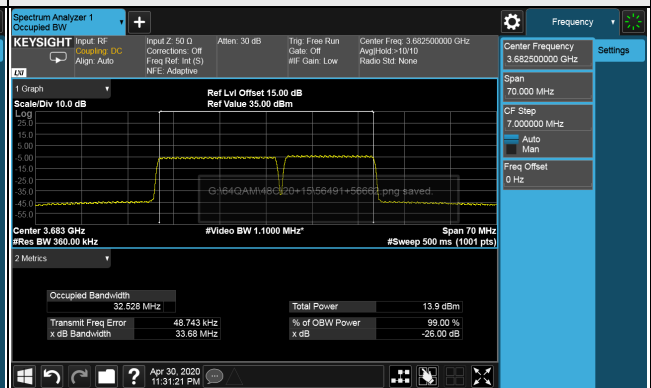 Spectrum Analyzer 1
Occupied BW
Frequency
KEYSIGHT
Input: RF
Coupling: DC
Align: Auto
Input Z: 50 Ω
Corrections: Off
Freq Ref: Int (S)
NFE: Adaptive
Atten: 30 dB
Trig: Free Run
Gate: Off
#IF Gain: Low
Center Freq: 3.682500000 GHz
Avg|Hold:>10/10
Radio Std: None
LXI
Center Frequency
3.682500000 GHz
Settings
Span
70.000 MHz
CF Step
7.000000 MHz
Auto
Man
Freq Offset
0 Hz
1 Graph
Scale/Div 10.0 dB
Ref Lvl Offset 15.00 dB
Ref Value 35.00 dBm
Log
25.0
15.0
5.00
-5.00
-15.0
-25.0
-35.0
-45.0
-55.0
G:\64QAM\48C\20+15\56491+56662.png saved.
Center 3.683 GHz
#Res BW 360.00 kHz
#Video BW 1.1000 MHz*
Span 70 MHz
#Sweep 500 ms (1001 pts)
2 Metrics
Occupied Bandwidth
32.528 MHz
Total Power 13.9 dBm
Transmit Freq Error 48.743 kHz
% of OBW Power 99.00 %
x dB Bandwidth 33.68 MHz
x dB -26.00 dB
?
Apr 30, 2020
11:31:21 PM